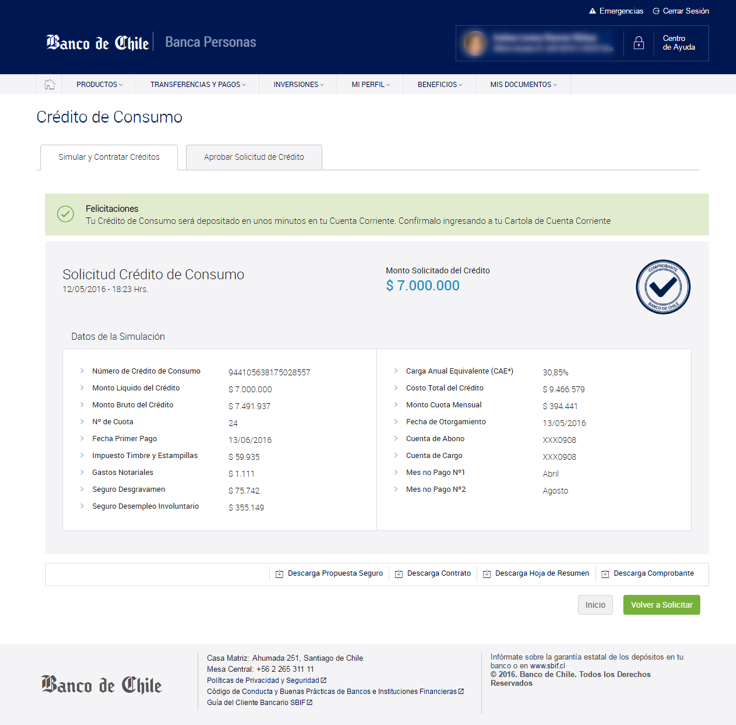 Emergencias Cerrar Sesión
Banco de Chile Banca Personas
Centro
de Ayuda
PRODUCTOS TRANSFERENCIAS Y PAGOS INVERSIONES MI PERFIL BENEFICIOS MIS DOCUMENTOS
Crédito de Consumo
Simular y Contratar Créditos Aprobar Solicitud de Crédito
Felicitaciones
Tu Crédito de Consumo será depositado en unos minutos en tu Cuenta Corriente. Confírmalo ingresando a tu Cartola de Cuenta Corriente
Solicitud Crédito de Consumo
12/05/2016 - 18:23 Hrs.
Monto Solicitado del Crédito
$ 7.000.000
COMPROBANTE
BANCO DE CHILE
Datos de la Simulación
Número de Crédito de Consumo 944105638175028557
Monto Líquido del Crédito $ 7.000.000
Monto Bruto del Crédito $ 7.491.937
Nº de Cuota 24
Fecha Primer Pago 13/06/2016
Impuesto Timbre y Estampillas $ 59.935
Gastos Notariales $ 1.111
Seguro Desgravamen $ 75.742
Seguro Desempleo Involuntario $ 355.149
Carga Anual Equivalente (CAE*) 30,85%
Costo Total del Crédito $ 9.466.579
Monto Cuota Mensual $ 394.441
Fecha de Otorgamiento 13/05/2016
Cuenta de Abono XXX0908
Cuenta de Cargo XXX0908
Mes no Pago Nº1 Abril
Mes no Pago Nº2 Agosto
Descarga Propuesta Seguro Descarga Contrato Descarga Hoja de Resumen Descarga Comprobante
Inicio Volver a Solicitar
Banco de Chile
Casa Matriz: Ahumada 251, Santiago de Chile
Mesa Central: +56 2 265 311 11
Políticas de Privacidad y Seguridad
Código de Conducta y Buenas Prácticas de Bancos e Instituciones Financieras
Guía del Cliente Bancario SBIF
Infórmate sobre la garantía estatal de los depósitos en tu
banco o en www.sbif.cl
© 2016. Banco de Chile. Todos los Derechos
Reservados